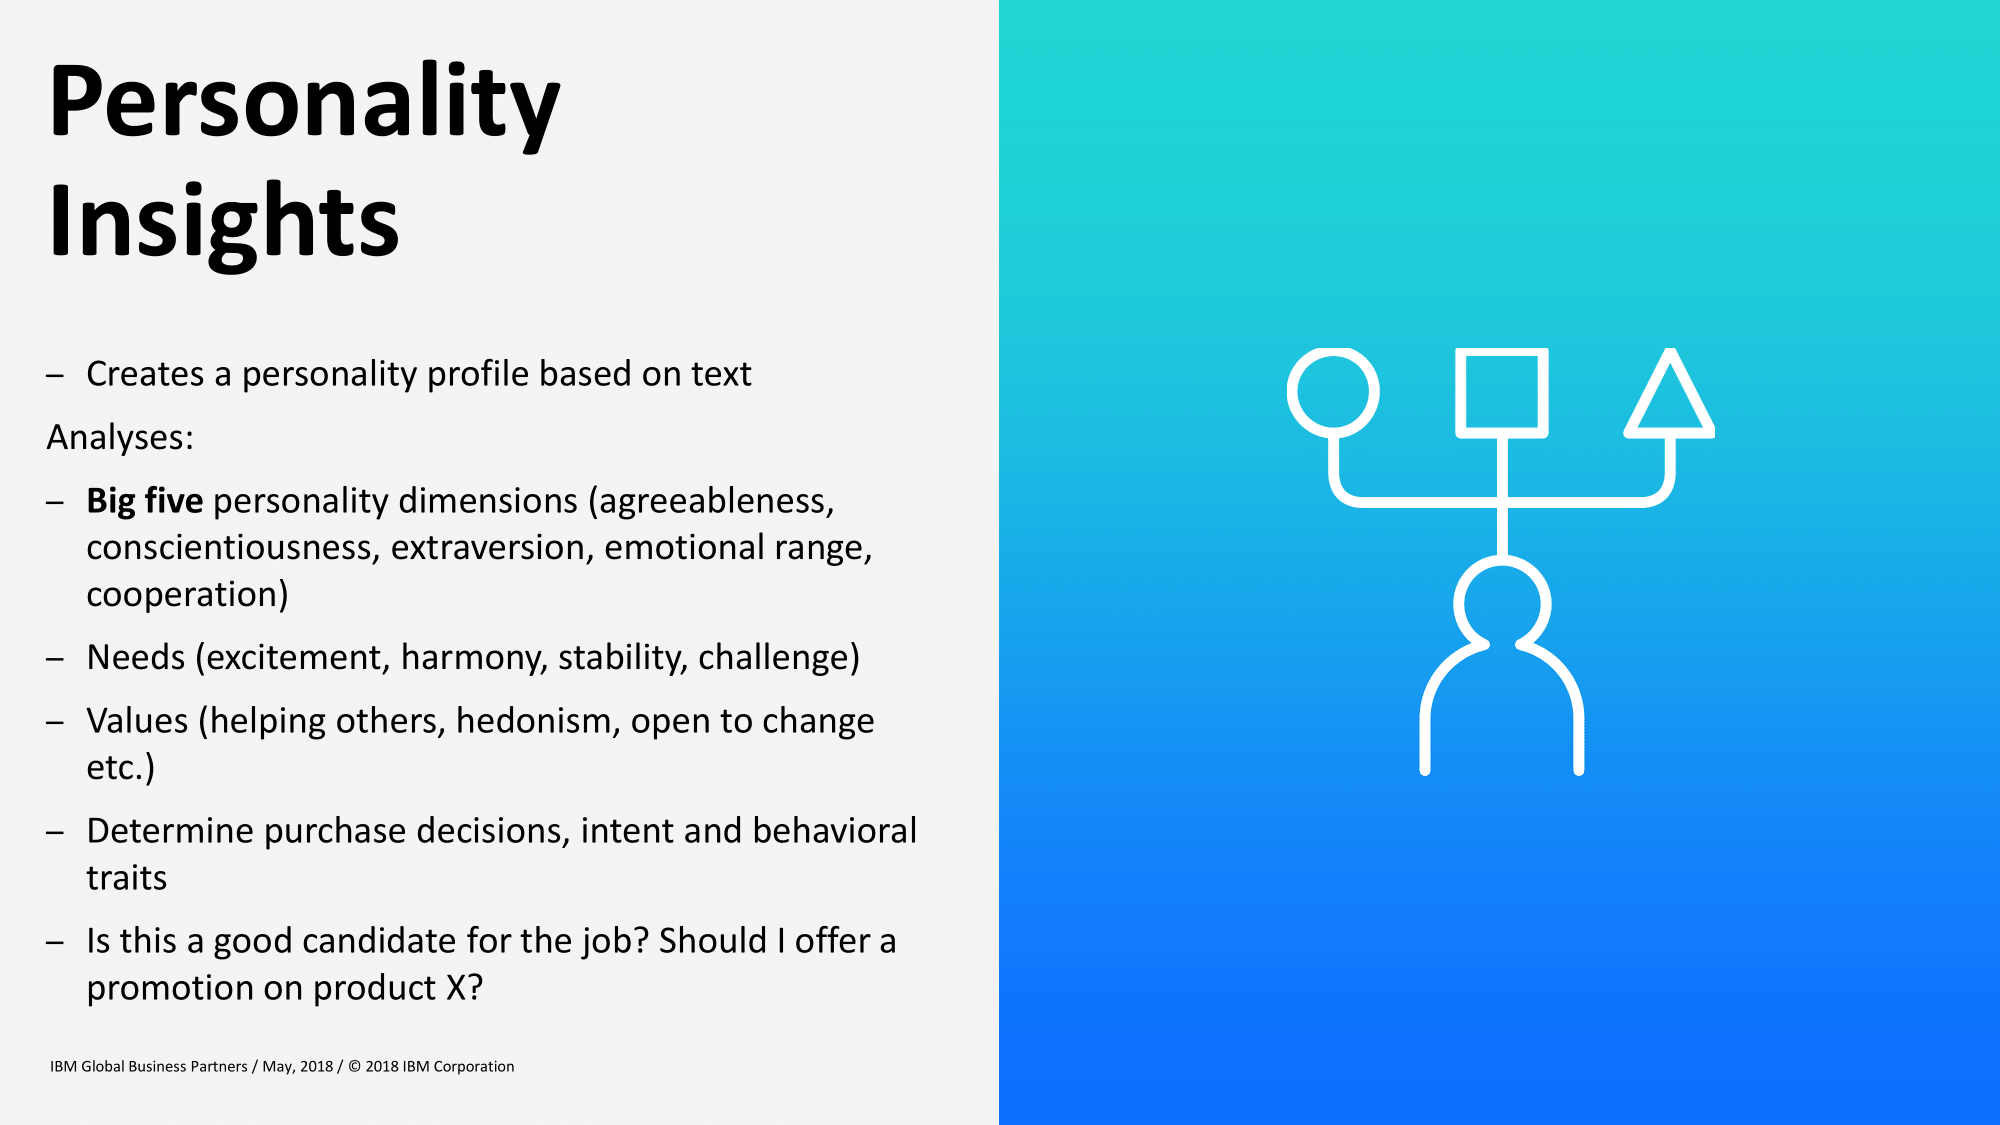 Personality
Insights
– Creates a personality profile based on text
Analyses:
– Big five personality dimensions (agreeableness,
conscientiousness, extraversion, emotional range,
cooperation)
– Needs (excitement, harmony, stability, challenge)
– Values (helping others, hedonism, open to change
etc.)
– Determine purchase decisions, intent and behavioral
traits
– Is this a good candidate for the job? Should I offer a
promotion on product X?
IBM Global Business Partners / May, 2018 / © 2018 IBM Corporation